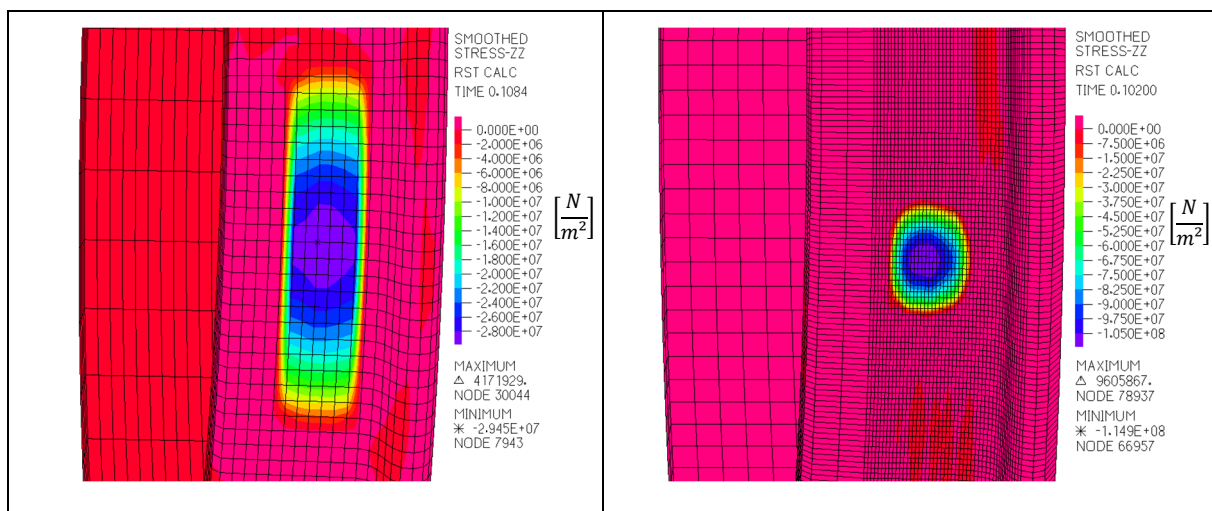 SMOOTHED
STRESS-ZZ
RST CALC
TIME 0.1084
0.000E+00
-2.000E+06
-4.000E+06
-6.000E+06
-8.000E+06
-1.000E+07
-1.200E+07
-1.400E+07
-1.600E+07
-1.800E+07
-2.000E+07
-2.200E+07
-2.400E+07
-2.600E+07
-2.800E+07
[N/m²]
MAXIMUM
Δ 4171929.
NODE 30044
MINIMUM
* -2.945E+07
NODE 7943
SMOOTHED
STRESS-ZZ
RST CALC
TIME 0.10200
0.000E+00
-7.500E+06
-1.500E+07
-2.250E+07
-3.000E+07
-3.750E+07
-4.500E+07
-5.250E+07
-6.000E+07
-6.750E+07
-7.500E+07
-8.250E+07
-9.000E+07
-9.750E+07
-1.050E+08
[N/m²]
MAXIMUM
Δ 9605867.
NODE 78937
MINIMUM
* -1.149E+08
NODE 66957